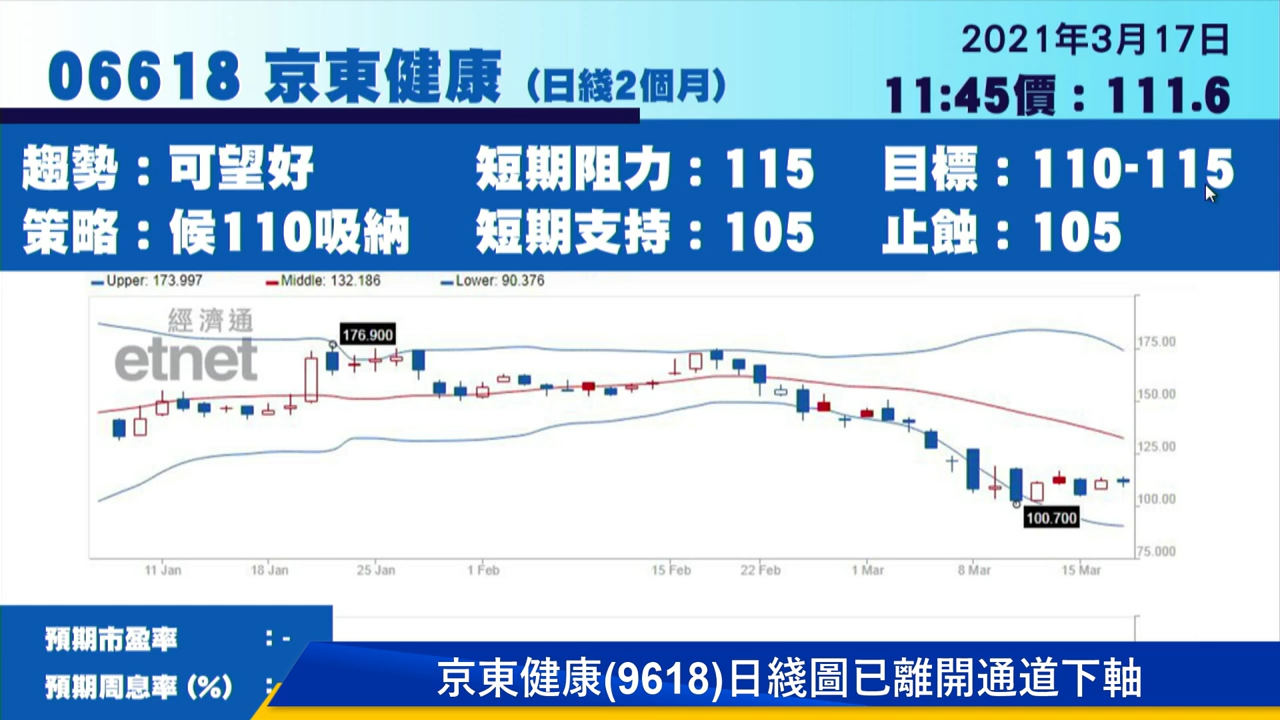 06618 京東健康 (日綫2個月)
2021年3月17日
11:45價：111.6
趨勢：可望好 短期阻力：115 目標：110-115
策略：候110吸納 短期支持：105 止蝕：105
Upper: 173.997 Middle: 132.186 Lower: 90.376
經濟通
etnet
176.900
175.00
150.00
125.00
100.00
100.700
75.000
11 Jan 18 Jan 25 Jan 1 Feb 15 Feb 22 Feb 1 Mar 8 Mar 15 Mar
預期市盈率 ：-
預期周息率 (%) ：
京東健康(9618)日綫圖已離開通道下軸